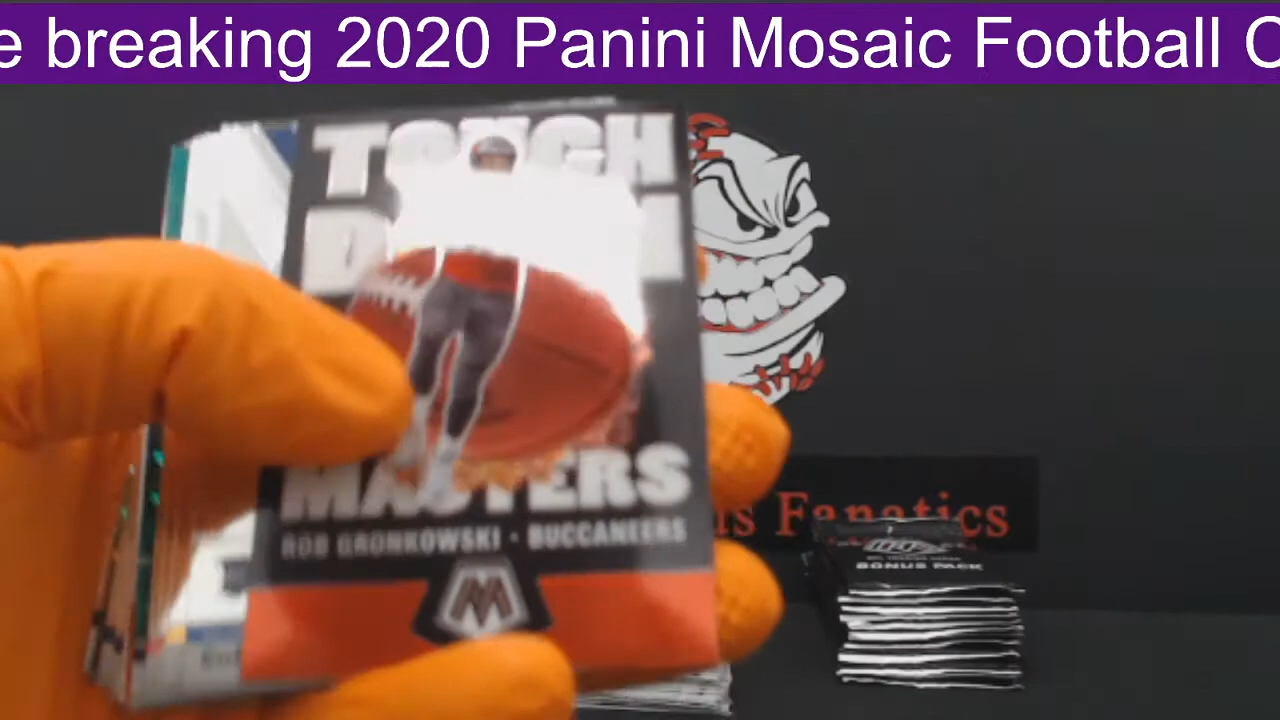 e breaking 2020 Panini Mosaic Football C
TOUCH
D
MASTERS
ROB GRONKOWSKI · BUCCANEERS
M
Fanatics
BONUS PACK